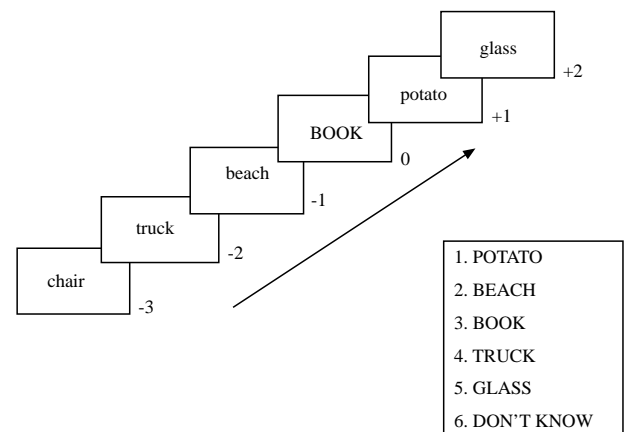 glass
+2
potato
+1
BOOK
0
beach
-1
truck
-2
chair
-3
1. POTATO
2. BEACH
3. BOOK
4. TRUCK
5. GLASS
6. DON'T KNOW